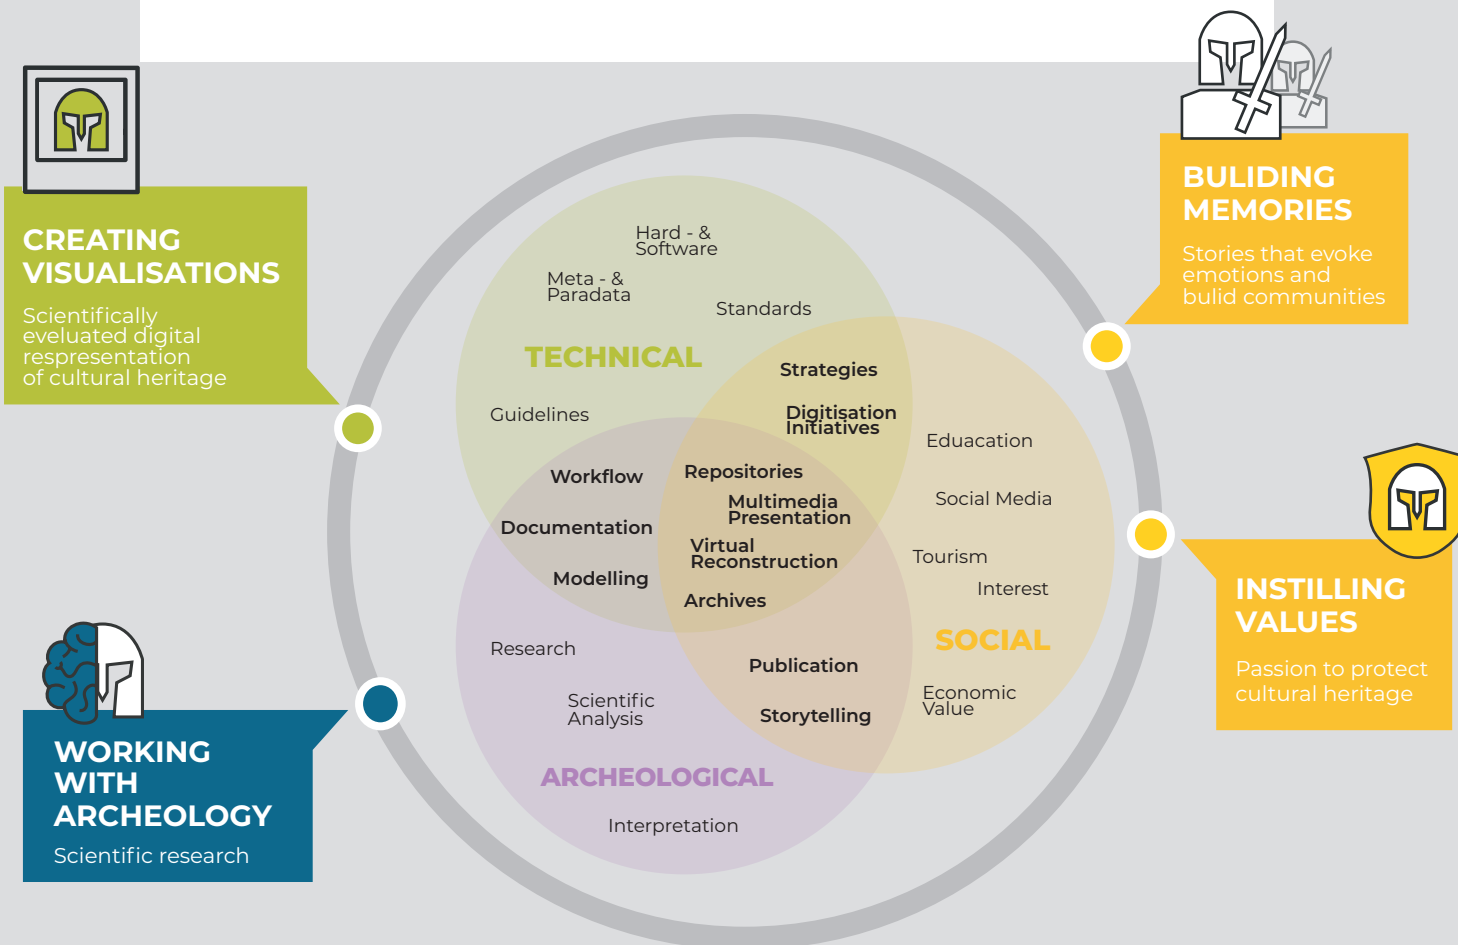 CREATING
VISUALISATIONS
Scientifically
eveluated digital
respresentation
of cultural heritage
WORKING
WITH
ARCHEOLOGY
Scientific research
Hard - &
Software
Meta - &
Paradata
Standards
TECHNICAL
Guidelines
Strategies
Digitisation
Initiatives
Workflow
Documentation
Modelling
Repositories
Multimedia
Presentation
Virtual
Reconstruction
Archives
Eduacation
Social Media
Tourism
Interest
SOCIAL
Economic
Value
Publication
Storytelling
Research
Scientific
Analysis
ARCHEOLOGICAL
Interpretation
BULIDING
MEMORIES
Stories that evoke
emotions and
bulid communities
INSTILLING
VALUES
Passion to protect
cultural heritage